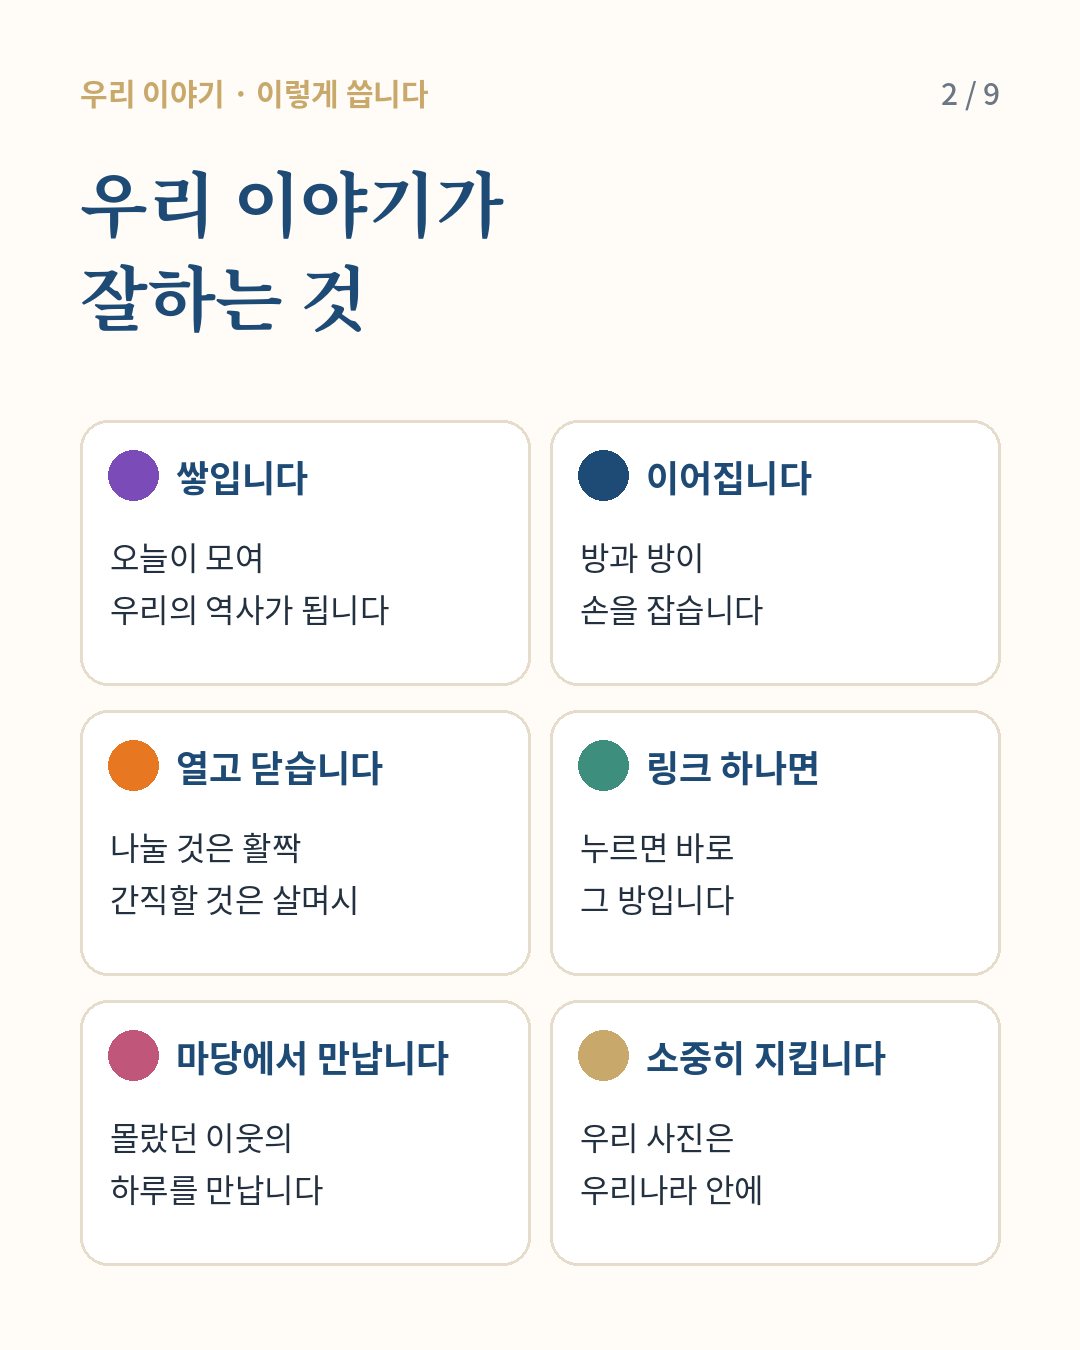 우리 이야기 · 이렇게 씁니다
2 / 9
우리 이야기가
잘하는 것
쌓입니다
오늘이 모여
우리의 역사가 됩니다
이어집니다
방과 방이
손을 잡습니다
열고 닫습니다
나눌 것은 활짝
간직할 것은 살며시
링크 하나면
누르면 바로
그 방입니다
마당에서 만납니다
몰랐던 이웃의
하루를 만납니다
소중히 지킵니다
우리 사진은
우리나라 안에